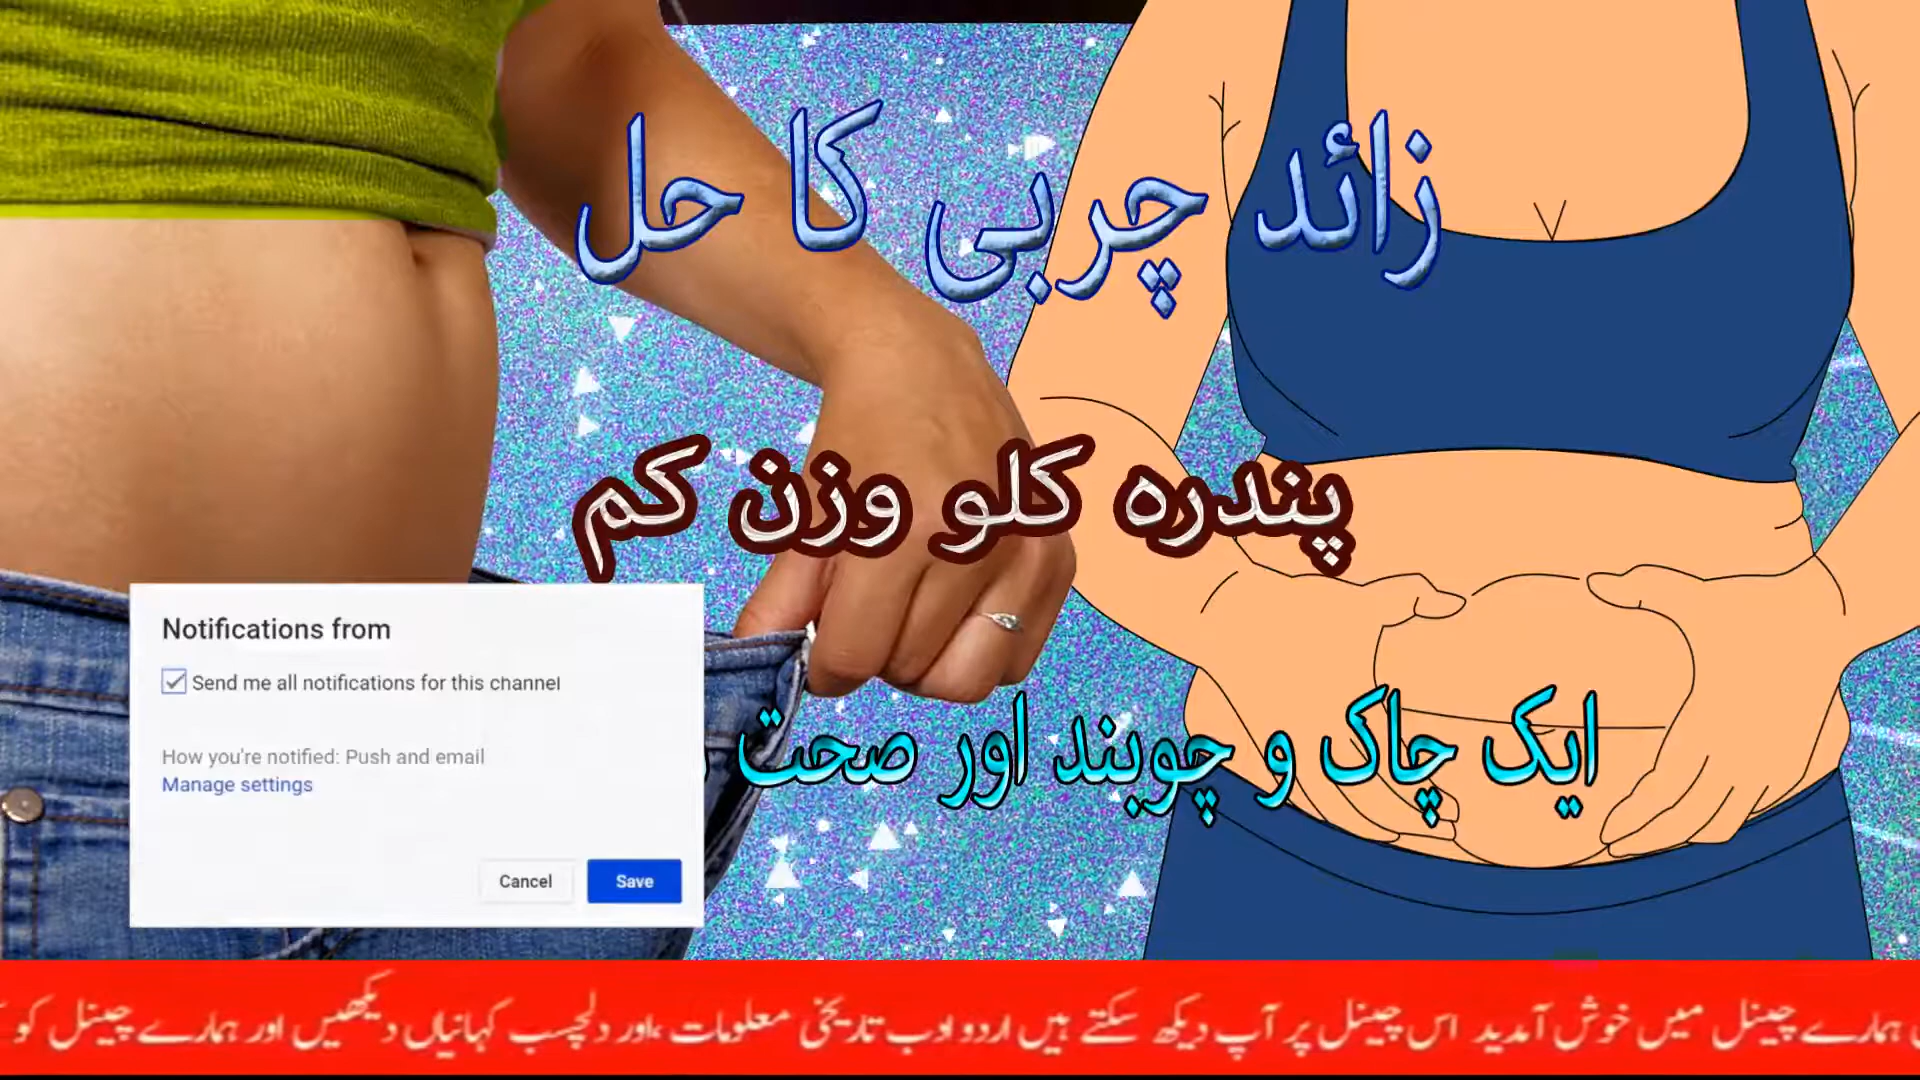 زائد چربی کا حل
پندرہ کلو وزن کم
ایک چاک و چوبند اور صحت
Notifications from
Send me all notifications for this channel
How you're notified: Push and email
Manage settings
Cancel
Save
ہمارے چینل میں خوش آمدید اس چینل پر آپ دیکھ سکتے ہیں اردو ادب تاریخی معلومات ،اور دلچسپ کہانیاں دیکھیں اور ہمارے چینل کو